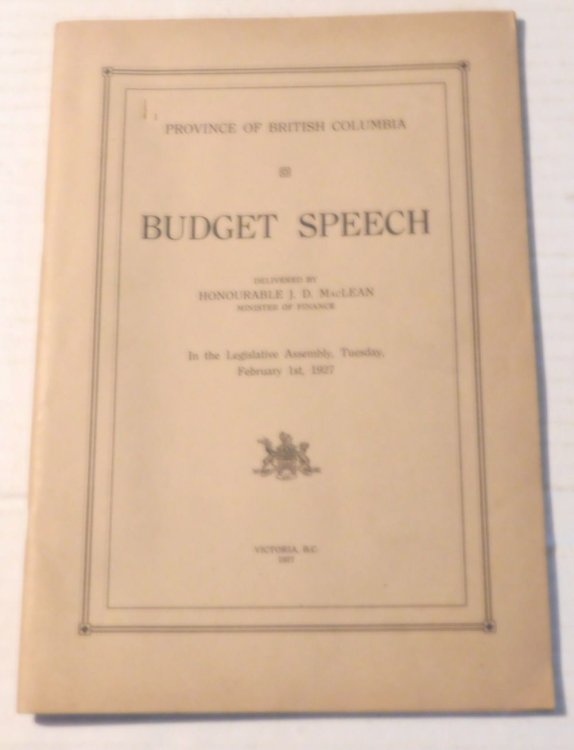 PROVINCE OF BRITISH COLUMBIA
BUDGET SPEECH
DELIVERED BY
HONOURABLE J. D. MACLEAN
MINISTER OF FINANCE
In the Legislative Assembly, Tuesday,
February 1st, 1927
VICTORIA, B.C.
1927